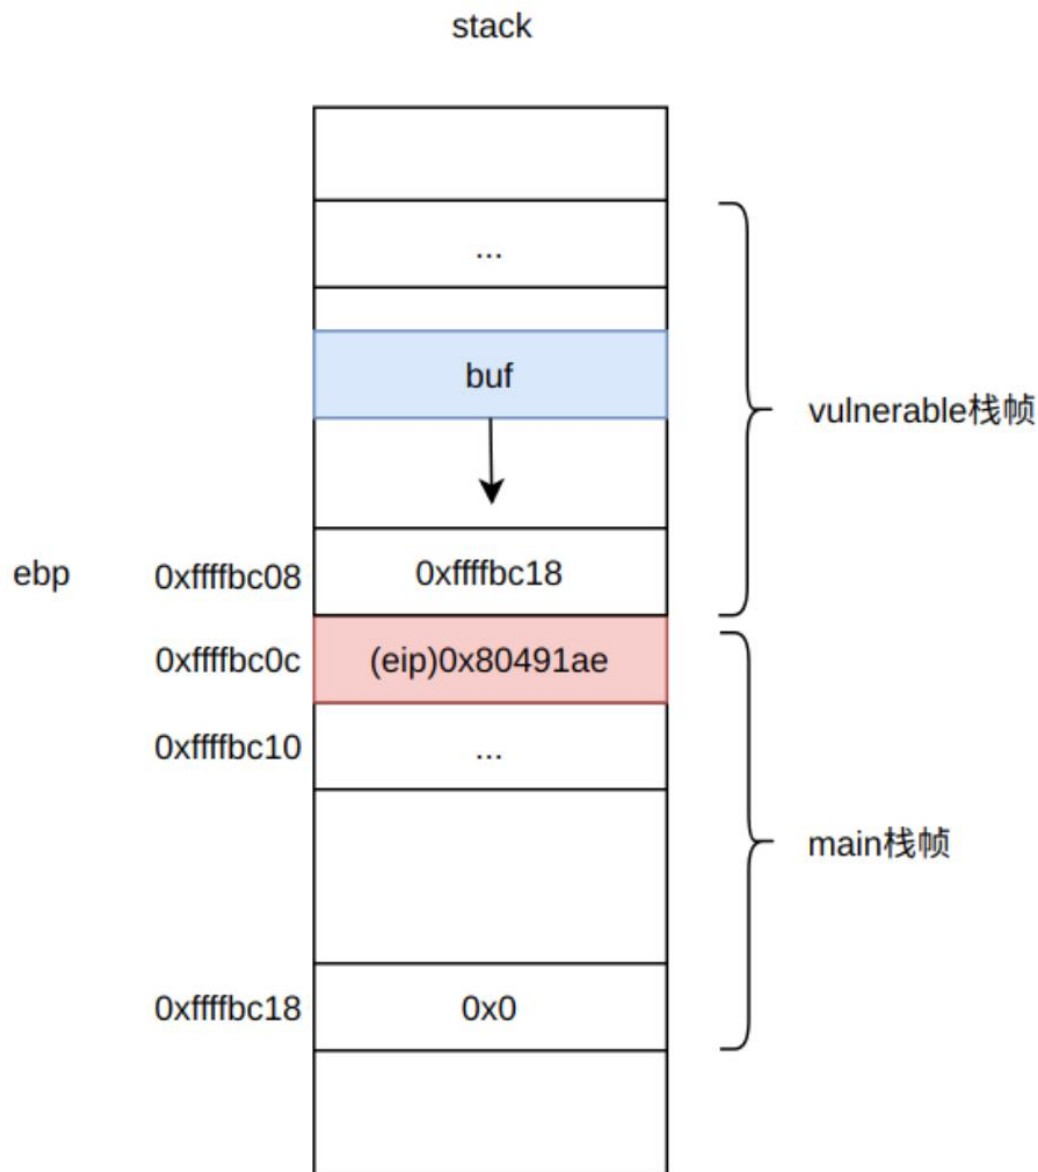 stack
...
buf
vulnerable栈帧
ebp 0xffffbc08 0xffffbc18
0xffffbc0c (eip)0x80491ae
0xffffbc10 ...
main栈帧
0xffffbc18 0x0